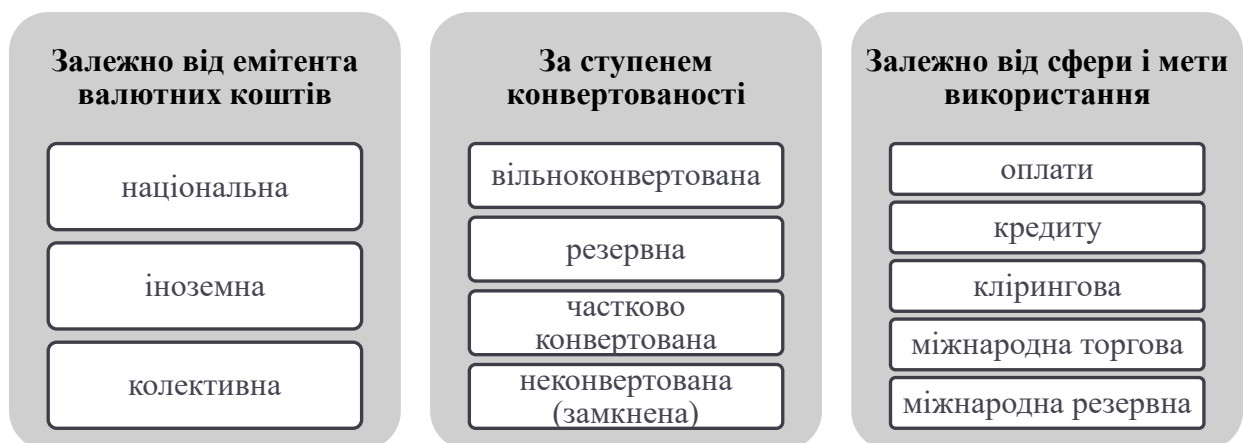 Залежно від емітента
валютних коштів
національна
іноземна
колективна
За ступенем
конвертованості
вільноконвертована
резервна
частково
конвертована
неконвертована
(замкнена)
Залежно від сфери і мети
використання
оплати
кредиту
клірингова
міжнародна торгова
міжнародна резервна